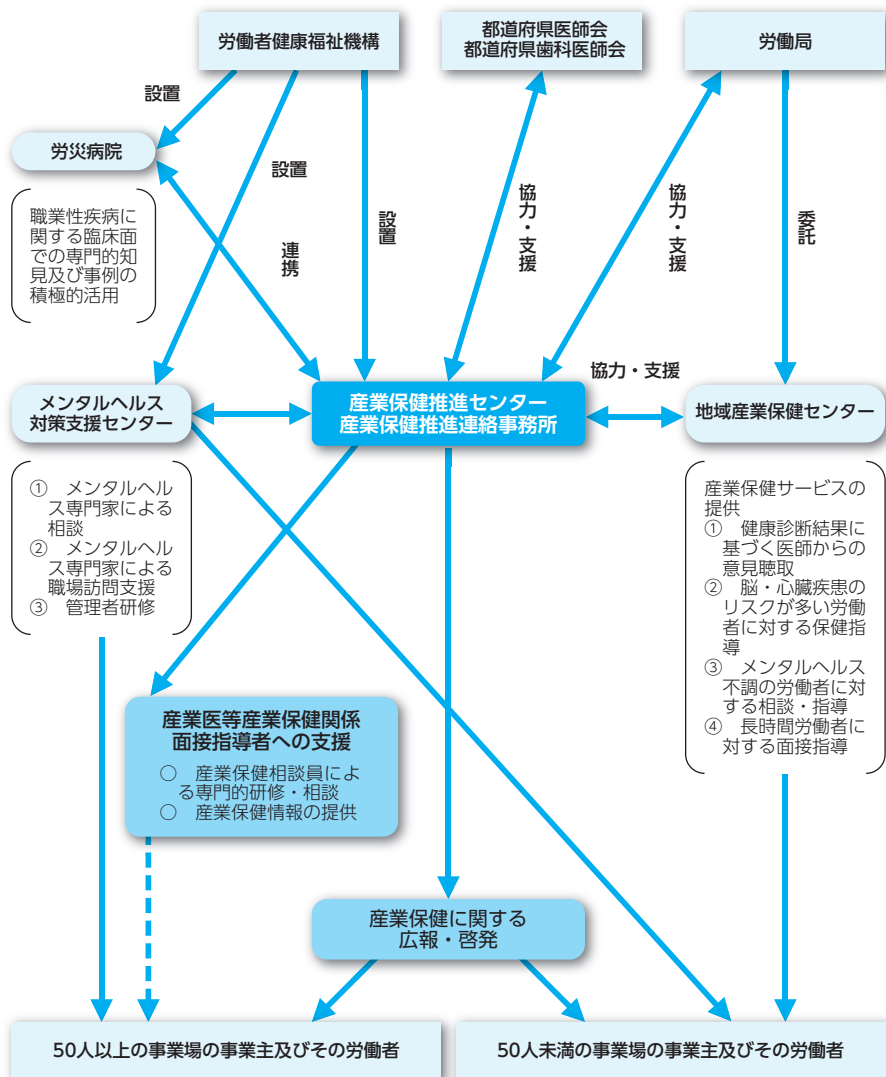 労働者健康福祉機構
都道府県医師会
都道府県歯科医師会
労働局
設置
労災病院
設置
職業性疾病に
関する臨床面
での専門的知
見及び事例の
積極的活用
連携
設置
協力・支援
協力・支援
委託
協力・支援
メンタルヘルス
対策支援センター
産業保健推進センター
産業保健推進連絡事務所
地域産業保健センター
① メンタルヘル
ス専門家による
相談
② メンタルヘル
ス専門家による
職場訪問支援
③ 管理者研修
産業保健サービスの
提供
① 健康診断結果に
基づく医師からの
意見聴取
② 脳・心臓疾患の
リスクが多い労働
者に対する保健指
導
③ メンタルヘルス
不調の労働者に対
する相談・指導
④ 長時間労働者に
対する面接指導
産業医等産業保健関係
面接指導者への支援
○ 産業保健相談員によ
る専門的研修・相談
○ 産業保健情報の提供
産業保健に関する
広報・啓発
50人以上の事業場の事業主及びその労働者
50人未満の事業場の事業主及びその労働者